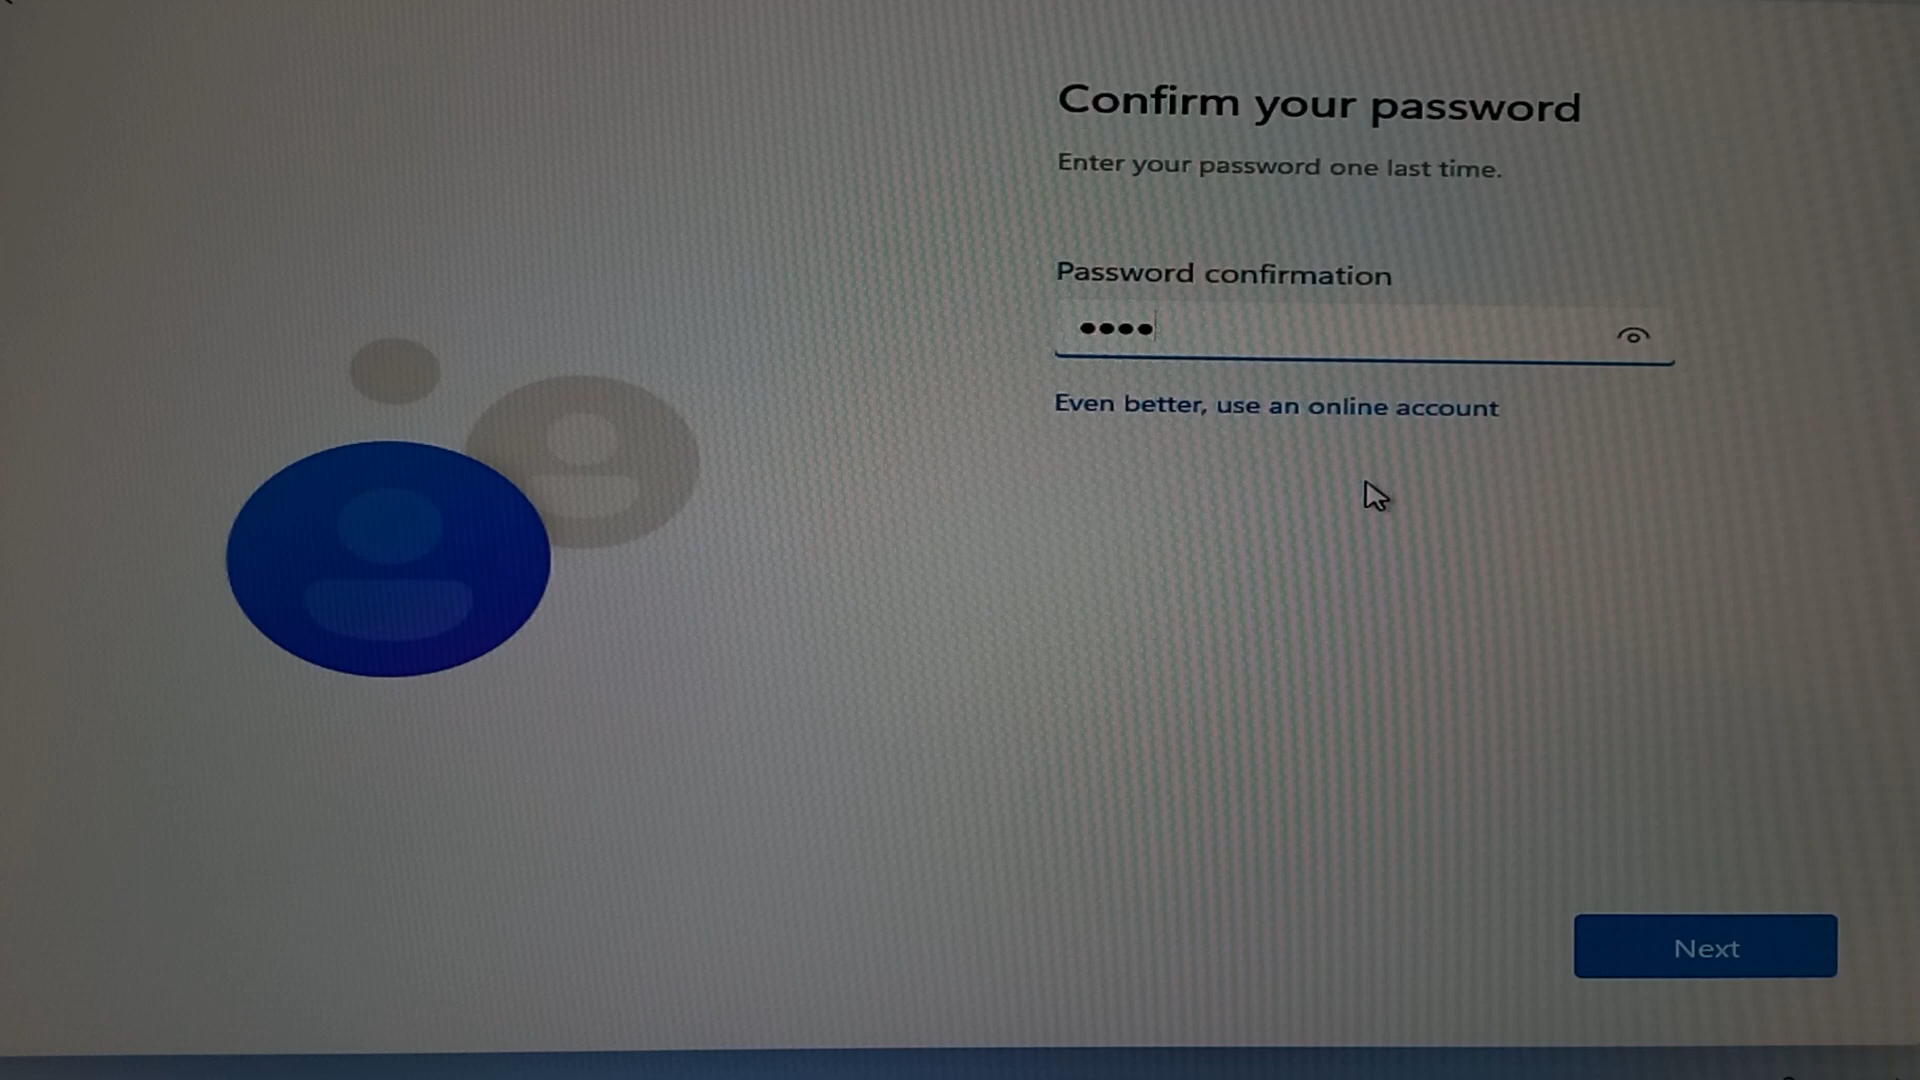 Confirm your password
Enter your password one last time.
Password confirmation
••••
Even better, use an online account
Next